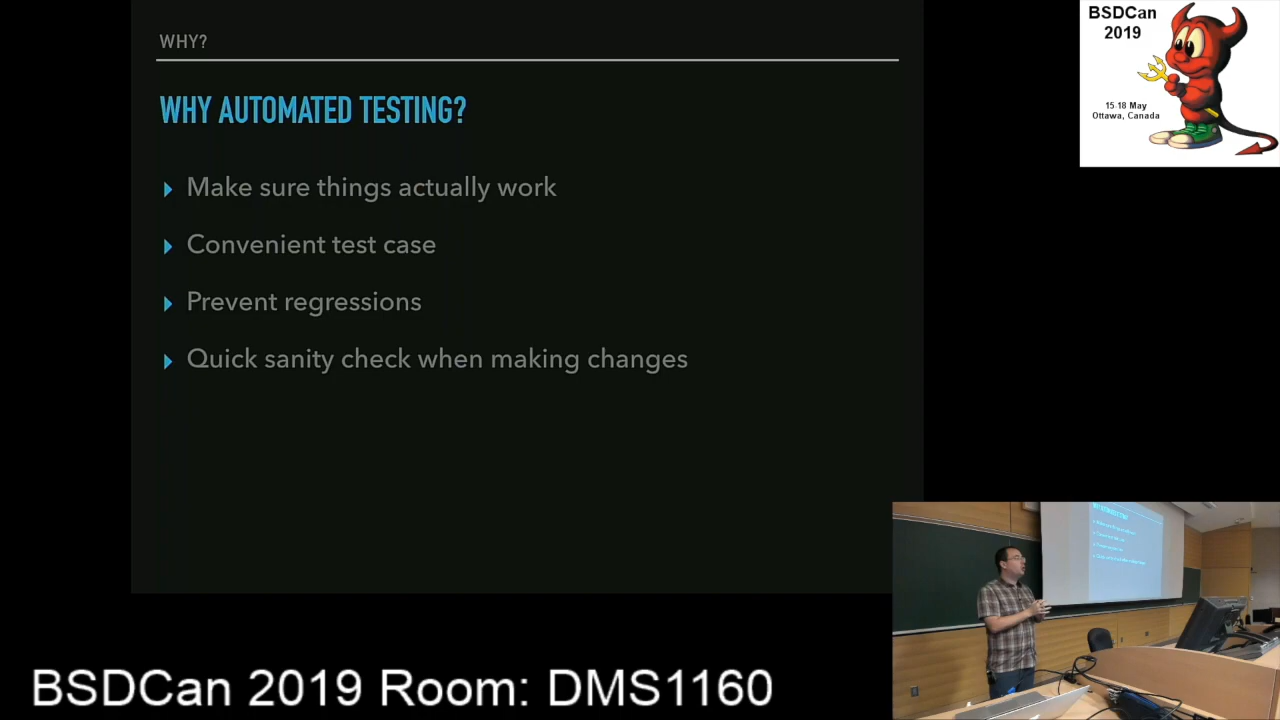 WHY?
WHY AUTOMATED TESTING?
Make sure things actually work
Convenient test case
Prevent regressions
Quick sanity check when making changes
BSDCan
2019
15-18 May
Ottawa, Canada
BSDCan 2019 Room: DMS1160